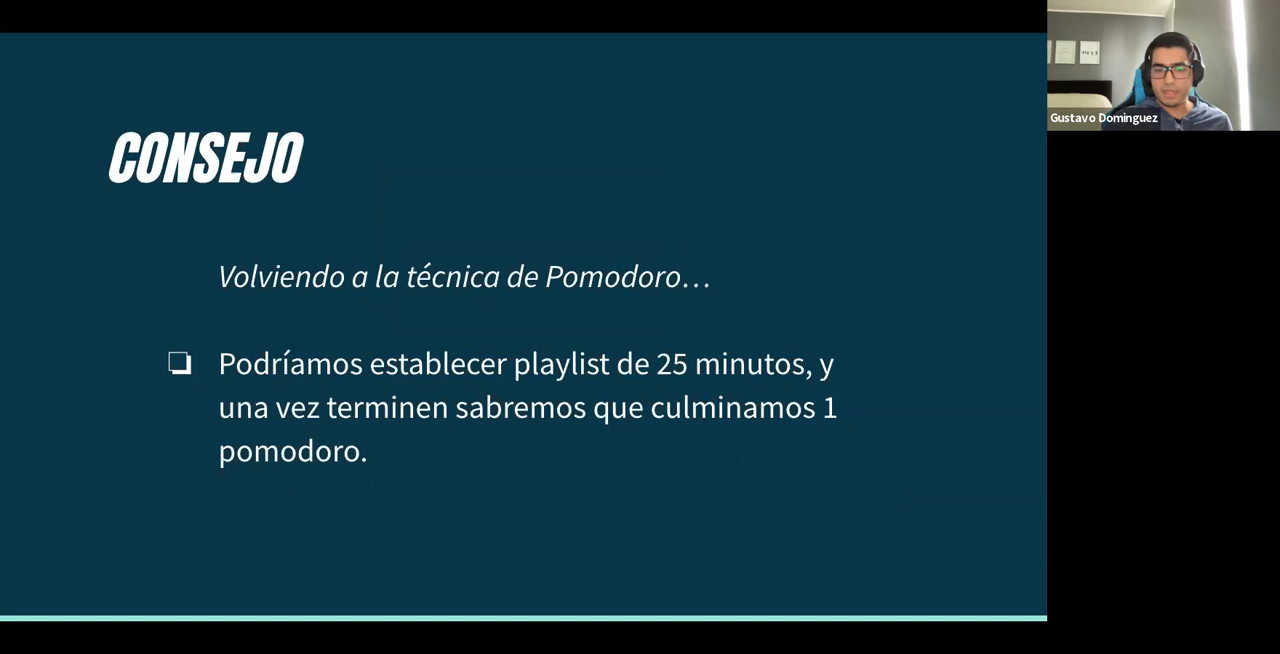 CONSEJO
Volviendo a la técnica de Pomodoro…
Podríamos establecer playlist de 25 minutos, y
una vez terminen sabremos que culminamos 1
pomodoro.
Gustavo Dominguez